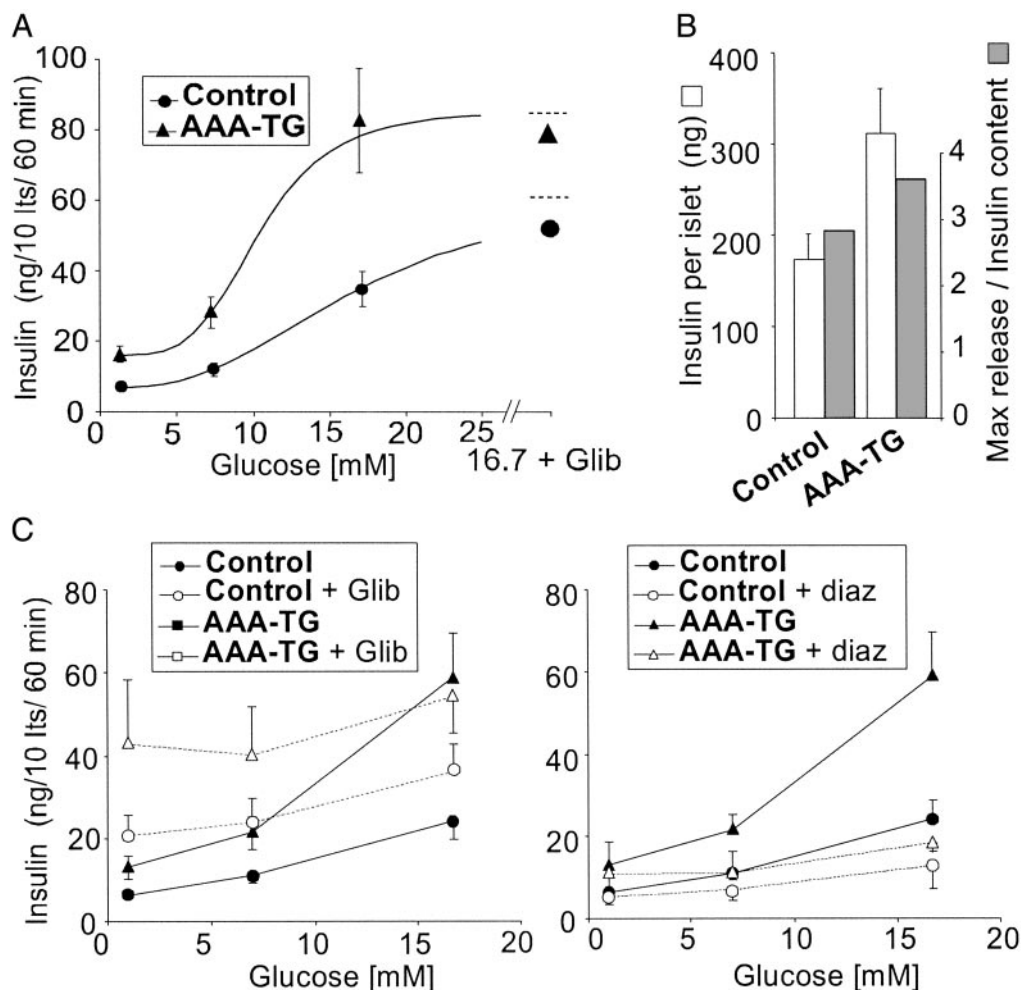 A
Insulin (ng/10 Its/ 60 min)
100
80
60
40
20
0
Control
AAA-TG
0 5 10 15 20 25
Glucose [mM]
16.7 + Glib
B
Insulin per islet (ng)
400
300
200
100
0
4
3
2
1
0
Max release / Insulin content
Control
AAA-TG
C
Insulin (ng/10 Its/ 60 min)
Control
Control + Glib
AAA-TG
AAA-TG + Glib
80
60
40
20
0
0 5 10 15 20
Glucose [mM]
Control
Control + diaz
AAA-TG
AAA-TG + diaz
80
60
40
20
0
0 5 10 15 20
Glucose [mM]